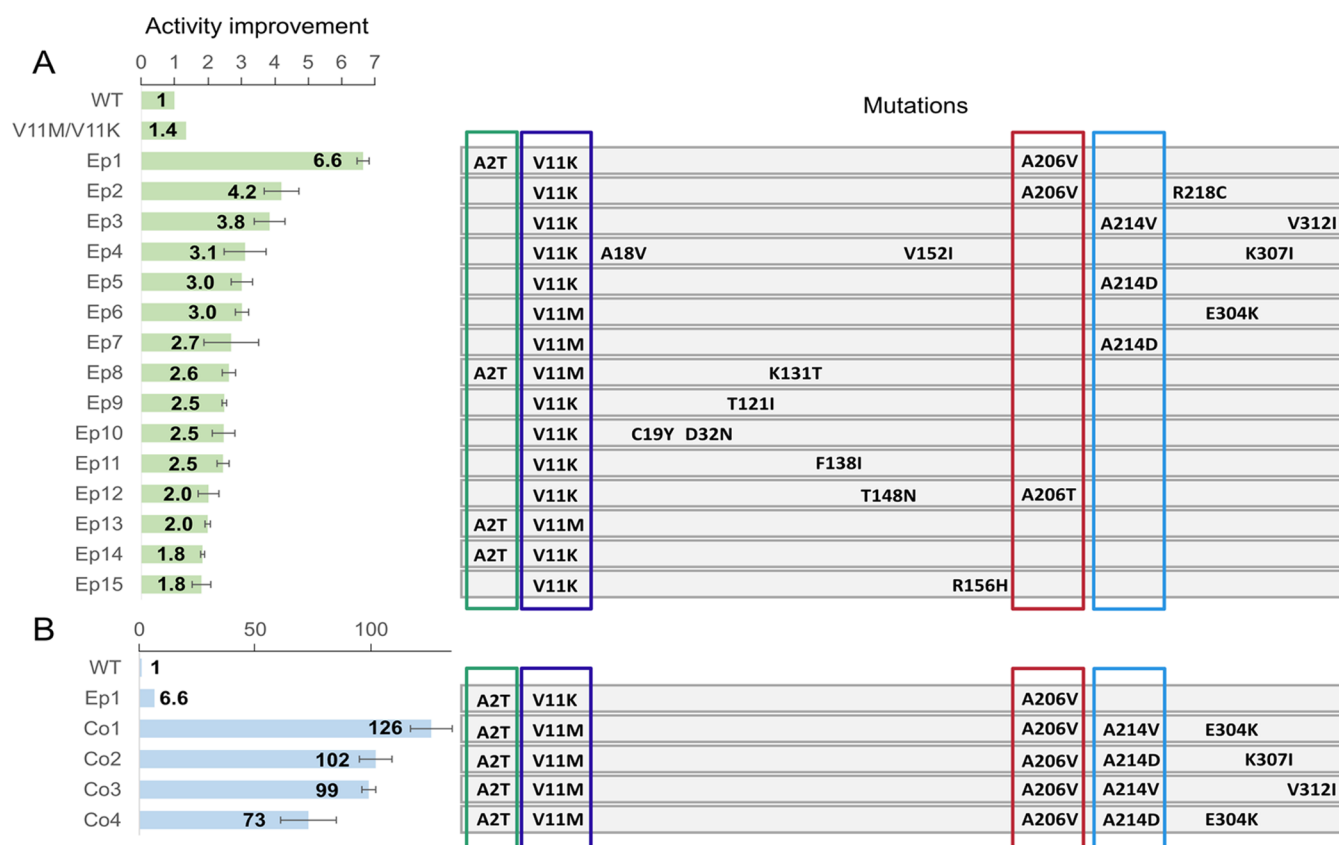 Activity improvement
A
0 1 2 3 4 5 6 7
Mutations
WT 1
V11M/V11K 1.4
Ep1 6.6 A2T V11K A206V
Ep2 4.2 V11K A206V R218C
Ep3 3.8 V11K A214V V312I
Ep4 3.1 V11K A18V V152I K307I
Ep5 3.0 V11K A214D
Ep6 3.0 V11M E304K
Ep7 2.7 V11M A214D
Ep8 2.6 A2T V11M K131T
Ep9 2.5 V11K T121I
Ep10 2.5 V11K C19Y D32N
Ep11 2.5 V11K F138I
Ep12 2.0 V11K T148N A206T
Ep13 2.0 A2T V11M
Ep14 1.8 A2T V11K
Ep15 1.8 V11K R156H
B
0 50 100
WT 1
Ep1 6.6 A2T V11K A206V
Co1 126 A2T V11M A206V A214V E304K
Co2 102 A2T V11M A206V A214D K307I
Co3 99 A2T V11M A206V A214V V312I
Co4 73 A2T V11M A206V A214D E304K